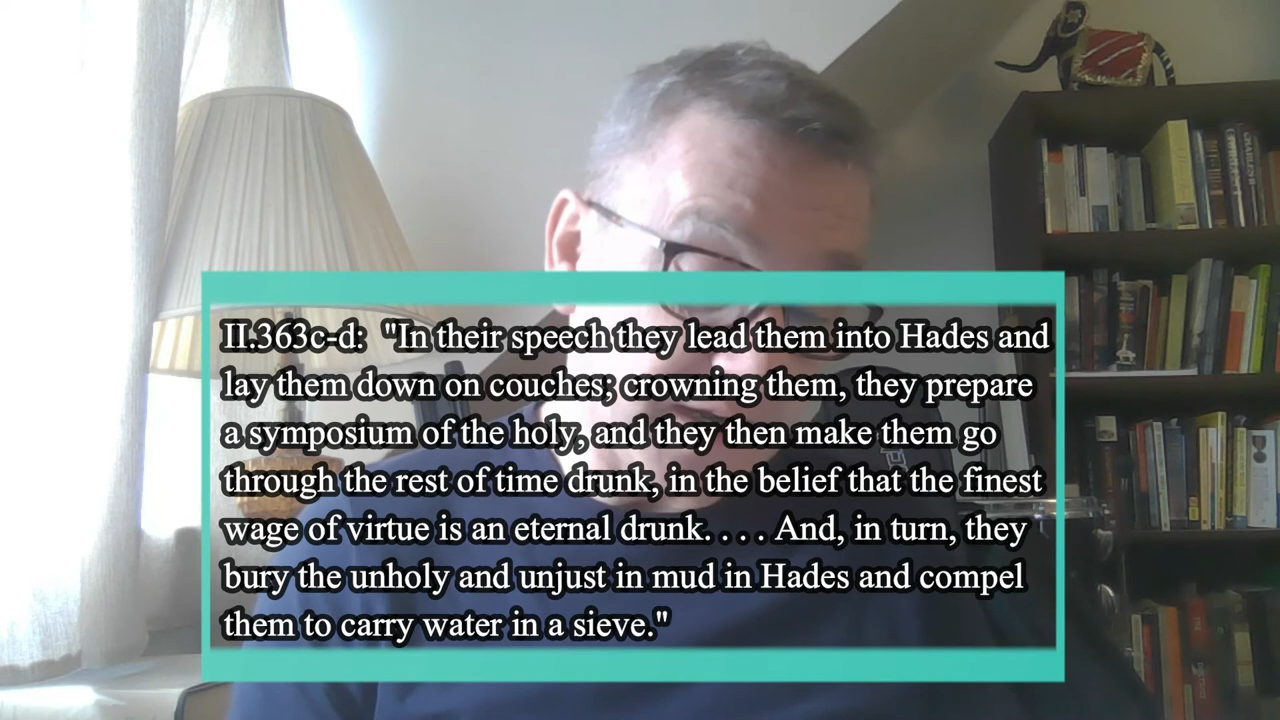 II.363c-d:  "In their speech they lead them into Hades and
lay them down on couches; crowning them, they prepare
a symposium of the holy, and they then make them go
through the rest of time drunk, in the belief that the finest
wage of virtue is an eternal drunk. . . . And, in turn, they
bury the unholy and unjust in mud in Hades and compel
them to carry water in a sieve."